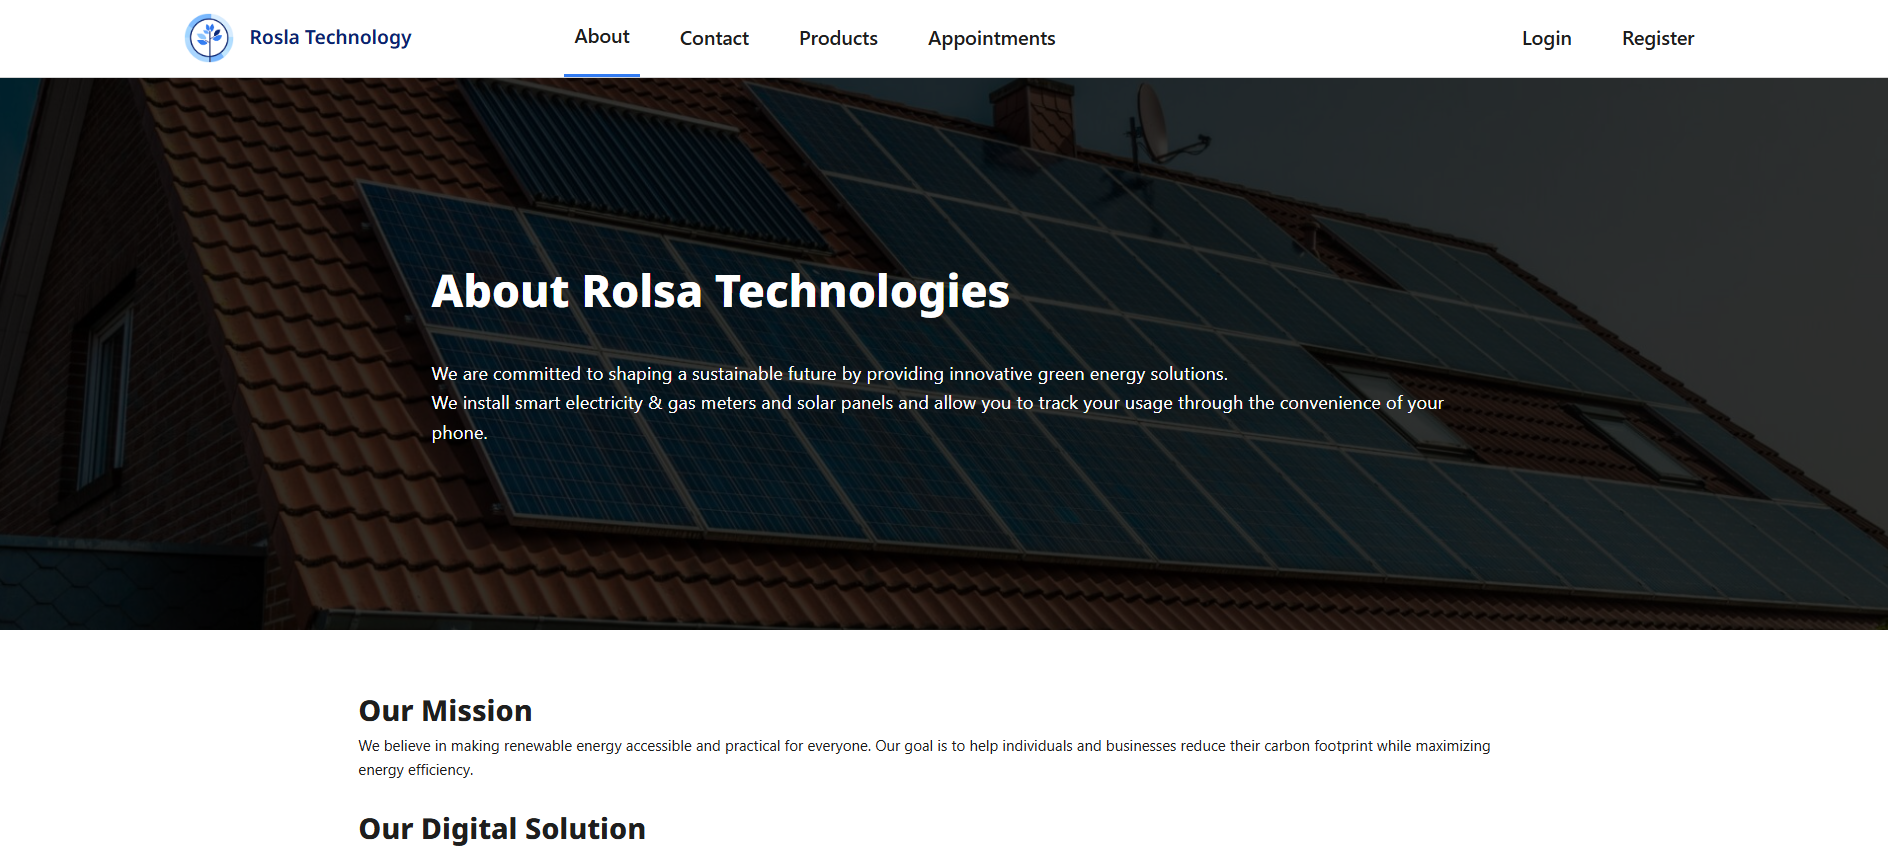 Rosla Technology
About
Contact
Products
Appointments
Login
Register
About Rolsa Technologies
We are committed to shaping a sustainable future by providing innovative green energy solutions.
We install smart electricity & gas meters and solar panels and allow you to track your usage through the convenience of your
phone.
Our Mission
We believe in making renewable energy accessible and practical for everyone. Our goal is to help individuals and businesses reduce their carbon footprint while maximizing
energy efficiency.
Our Digital Solution